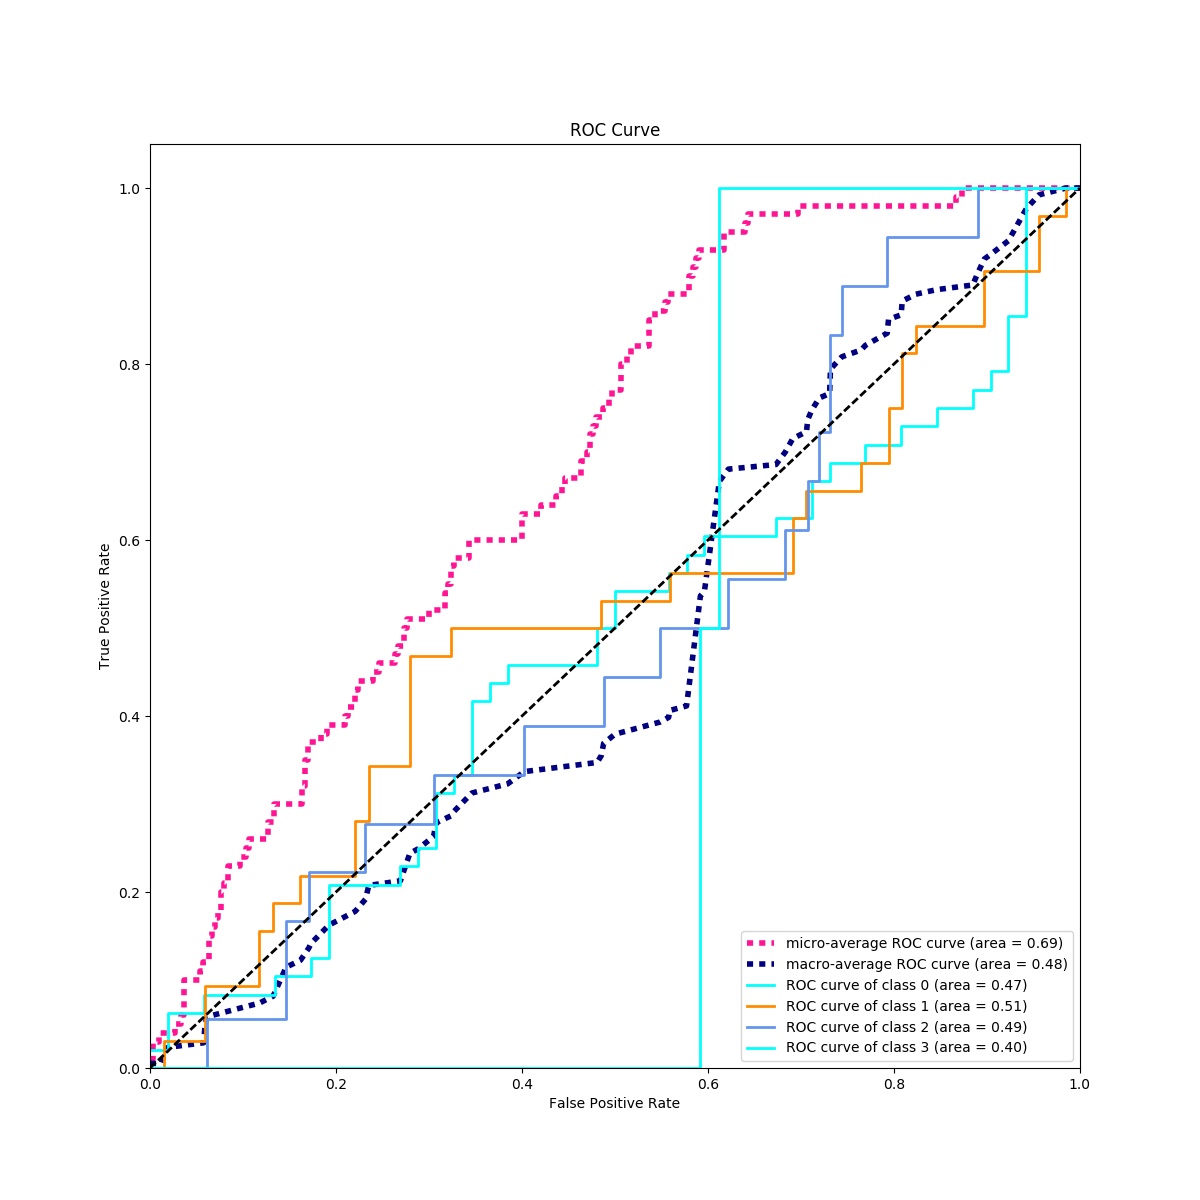 ROC Curve
1.0
0.8
0.6
0.4
0.2
0.0
True Positive Rate
micro-average ROC curve (area = 0.69)
macro-average ROC curve (area = 0.48)
ROC curve of class 0 (area = 0.47)
ROC curve of class 1 (area = 0.51)
ROC curve of class 2 (area = 0.49)
ROC curve of class 3 (area = 0.40)
0.0 0.2 0.4 0.6 0.8 1.0
False Positive Rate